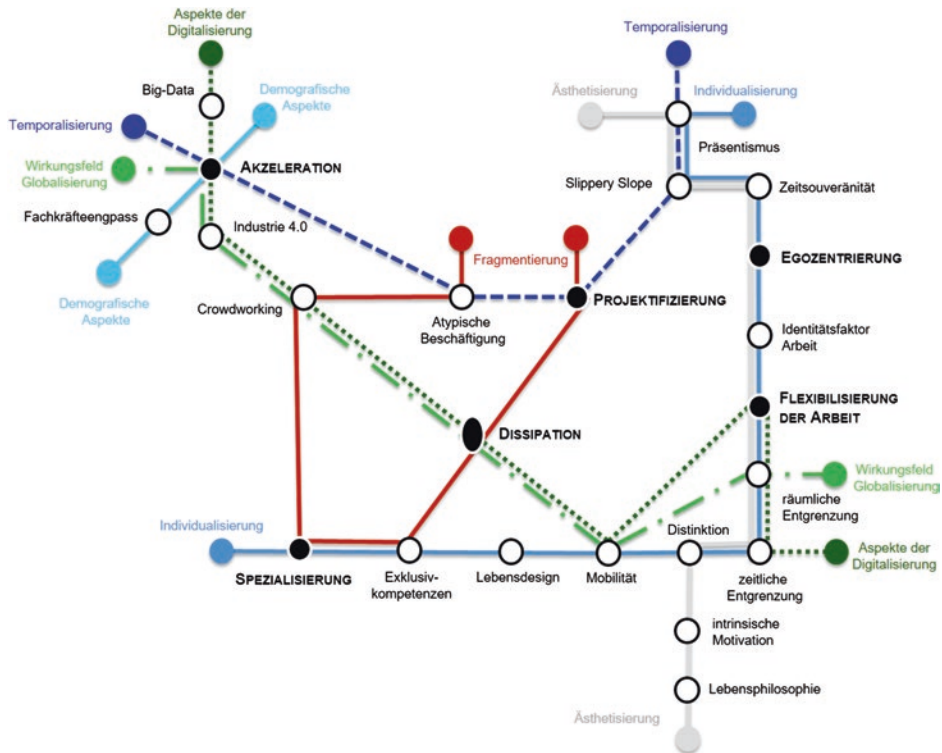 Aspekte der
Digitalisierung
Temporalisierung
Big-Data
Demografische
Aspekte
Ästhetisierung
Individualisierung
Temporalisierung
Präsentismus
Wirkungsfeld
Globalisierung
AKZELERATION
Slippery Slope
Zeitsouveränität
Fachkräfteengpass
Industrie 4.0
Fragmentierung
EGOZENTRIERUNG
Demografische
Aspekte
Crowdworking
Atypische
Beschäftigung
PROJEKTIFIZIERUNG
Identitätsfaktor
Arbeit
DISSIPATION
FLEXIBILISIERUNG
DER ARBEIT
Wirkungsfeld
Globalisierung
räumliche
Entgrenzung
Individualisierung
Distinktion
SPEZIALISIERUNG
Exklusiv-
kompetenzen
Lebensdesign
Mobilität
zeitliche
Entgrenzung
Aspekte der
Digitalisierung
intrinsische
Motivation
Lebensphilosophie
Ästhetisierung